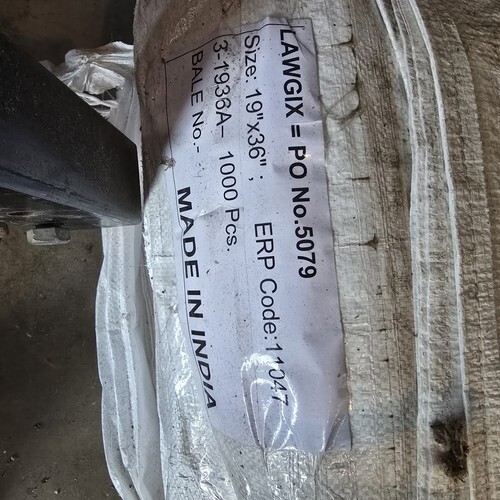 LAWGIX = PO No.5079
Size: 19"x36" ; ERP Code:11047
3-1936A- 1000 Pcs.
BALE No.-
MADE IN INDIA